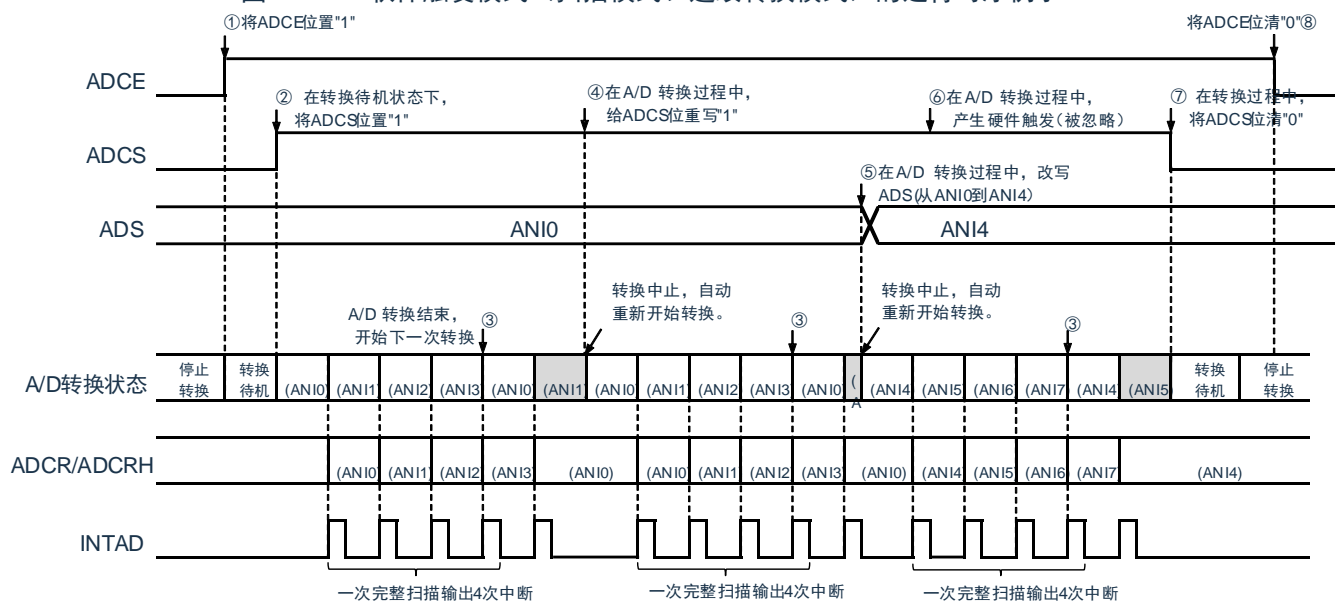 ①将ADCE位置"1"
将ADCE位清"0"⑧
ADCE
② 在转换待机状态下,
将ADCS位置"1"
④在A/D 转换过程中,
给ADCS位重写"1"
⑥在A/D 转换过程中,
产生硬件触发(被忽略)
⑦ 在转换过程中,
将ADCS位清"0"
ADCS
⑤在A/D 转换过程中, 改写
ADS(从ANI0到ANI4)
ADS
ANI0
ANI4
A/D 转换结束,
开始下一次转换
③
转换中止, 自动
重新开始转换。
③
转换中止, 自动
重新开始转换。
③
A/D转换状态
停止
转换
转换
待机
(ANI0) (ANI1) (ANI2) (ANI3) (ANI0) (ANI1) (ANI0) (ANI1) (ANI2) (ANI3) (ANI0) (A (ANI4) (ANI5) (ANI6) (ANI7) (ANI4) (ANI5)
转换
待机
停止
转换
ADCR/ADCRH
(ANI0) (ANI1) (ANI2) (ANI3) (ANI0) (ANI0) (ANI1) (ANI2) (ANI3) (ANI0) (ANI4) (ANI5) (ANI6) (ANI7) (ANI4)
INTAD
一次完整扫描输出4次中断
一次完整扫描输出4次中断
一次完整扫描输出4次中断